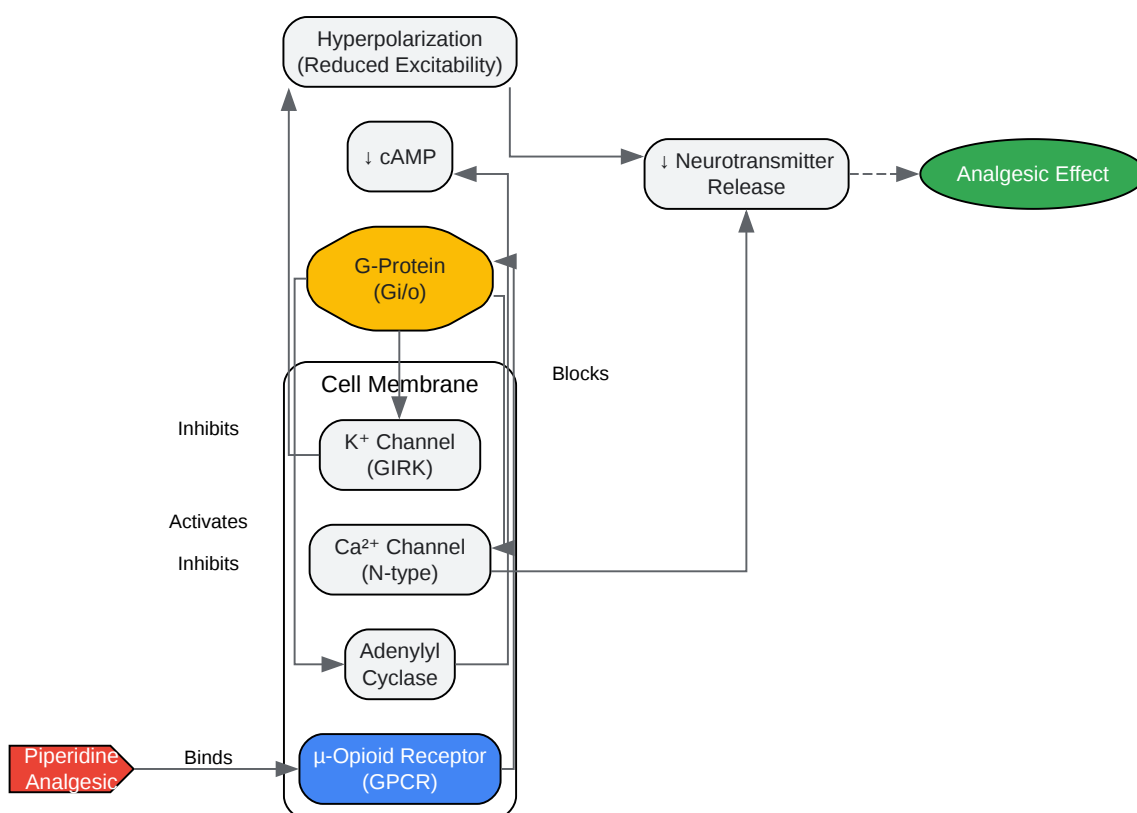 Hyperpolarization
(Reduced Excitability)
↓ cAMP
↓ Neurotransmitter
Release
Analgesic Effect
G-Protein
(Gi/o)
Blocks
Cell Membrane
Inhibits
K⁺ Channel
(GIRK)
Activates
Inhibits
Ca²⁺ Channel
(N-type)
Adenylyl
Cyclase
Piperidine
Analgesic
Binds
µ-Opioid Receptor
(GPCR)